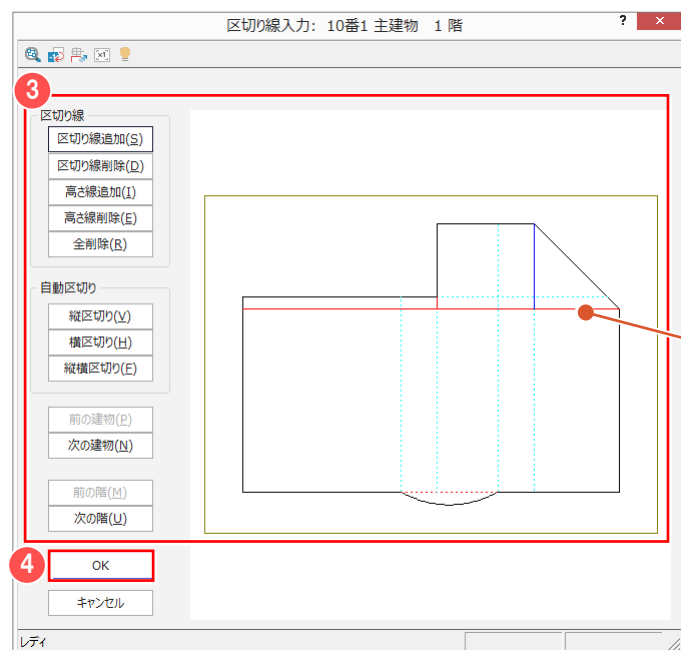 区切り線入力: 10番1 主建物 1 階
?
×
x1
3
区切り線
区切り線追加(S)
区切り線削除(D)
高さ線追加(I)
高さ線削除(E)
全削除(R)
自動区切り
縦区切り(V)
横区切り(H)
縦横区切り(F)
前の建物(P)
次の建物(N)
前の階(M)
次の階(U)
4
OK
キャンセル
レディ